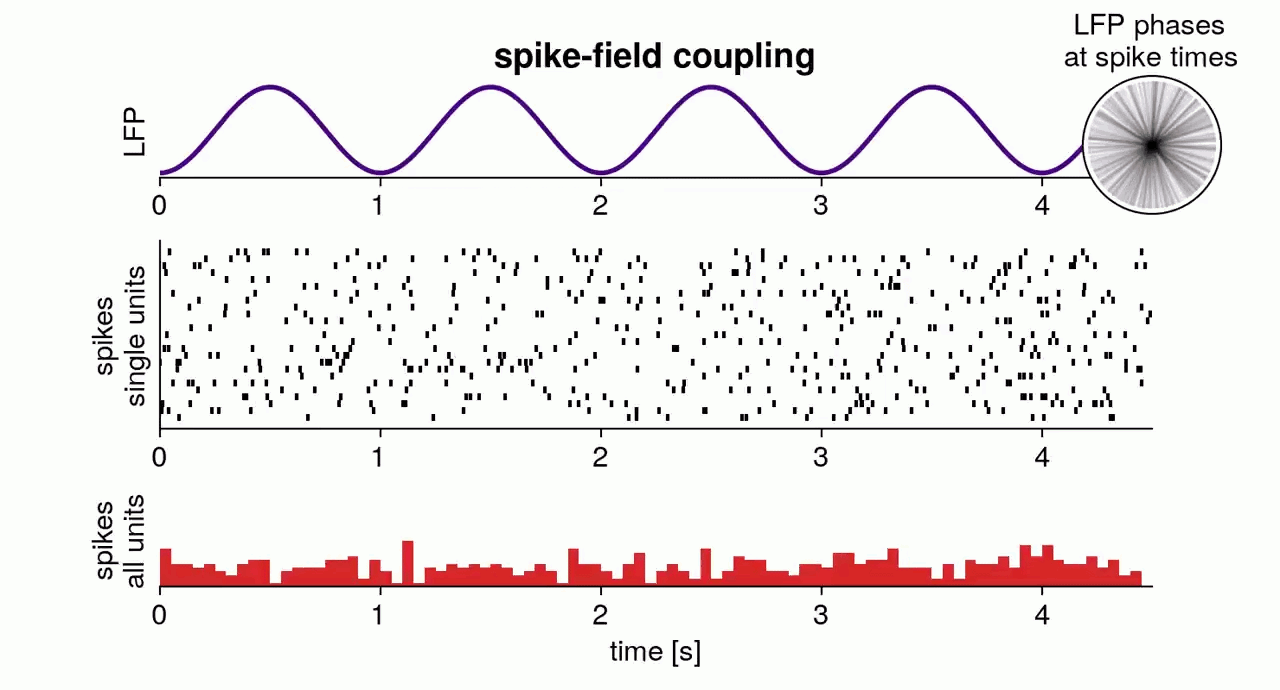 LFP phases
at spike times
spike-field coupling
LFP
0 1 2 3 4
spikes
single units
0 1 2 3 4
spikes
all units
0 1 2 3 4
time [s]